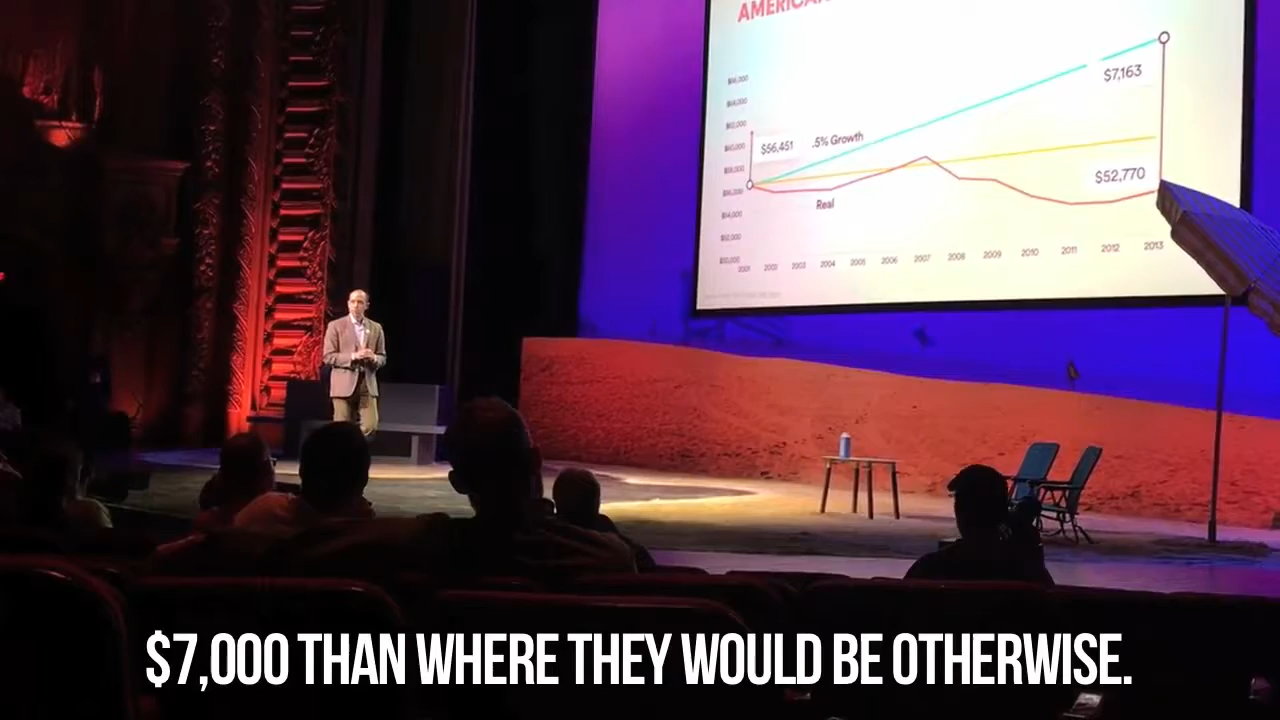 AMERICAN
$7,163
$56,451 .5% Growth
$52,770
Real
2001 2002 2003 2004 2005 2006 2007 2008 2009 2010 2011 2012 2013
$7,000 THAN WHERE THEY WOULD BE OTHERWISE.